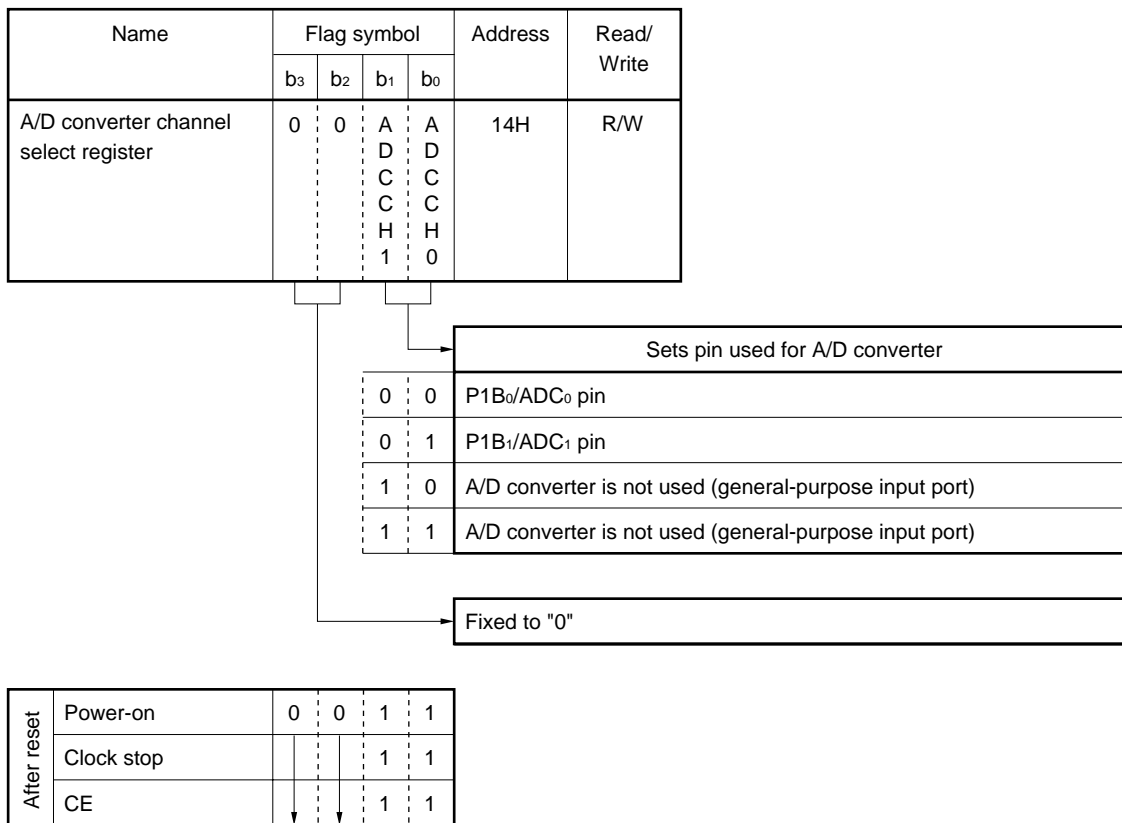 Name Flag symbol Address Read/
Write
b3 b2 b1 b0
A/D converter channel
select register
0 0 ADCCH1 ADCCH0 14H R/W
Sets pin used for A/D converter
0 0 P1B0/ADC0 pin
0 1 P1B1/ADC1 pin
1 0 A/D converter is not used (general-purpose input port)
1 1 A/D converter is not used (general-purpose input port)
Fixed to "0"
After reset
Power-on 0 0 1 1
Clock stop 1 1
CE 1 1